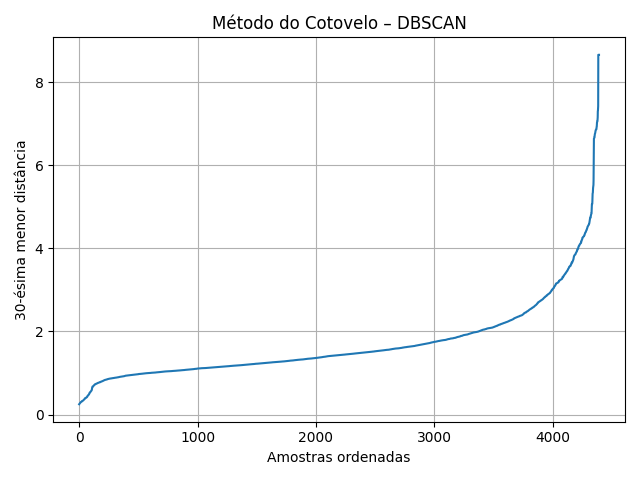 Método do Cotovelo – DBSCAN
30-ésima menor distância
8
6
4
2
0
0 1000 2000 3000 4000
Amostras ordenadas